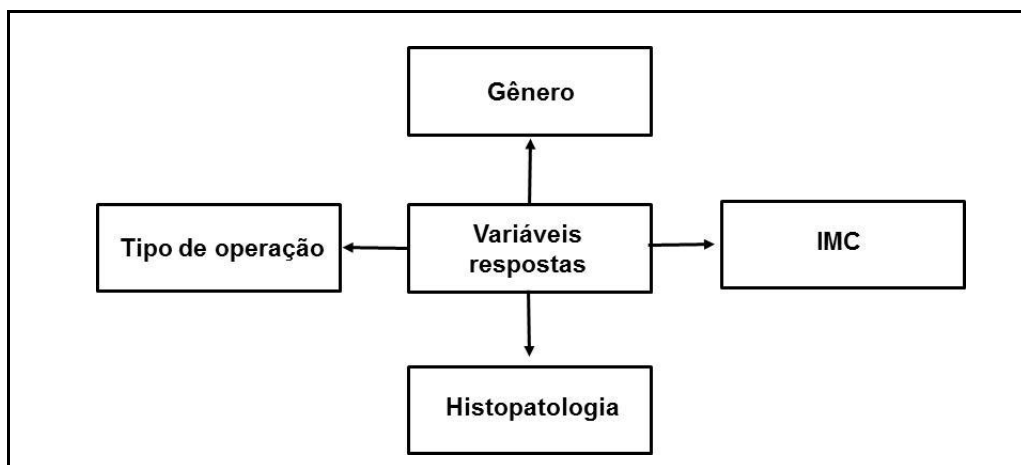 Gênero
Tipo de operação
Variáveis
respostas
IMC
Histopatologia